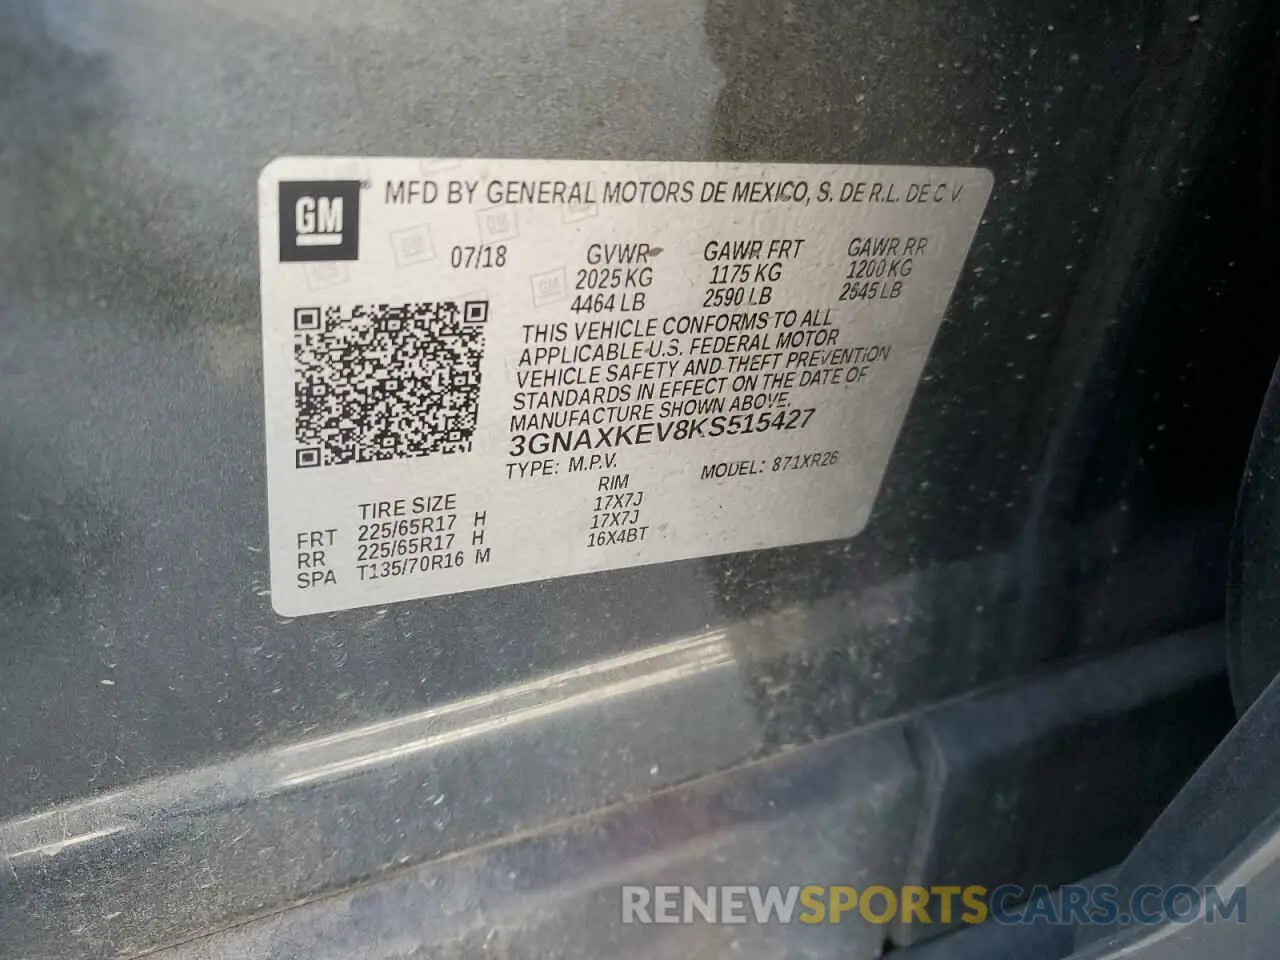 GM ® MFD BY GENERAL MOTORS DE MEXICO, S. DE R.L. DE C.V.
07/18 GVWR GAWR FRT GAWR RR
2025 KG 1175 KG 1200 KG
4464 LB 2590 LB 2645 LB
THIS VEHICLE CONFORMS TO ALL
APPLICABLE U.S. FEDERAL MOTOR
VEHICLE SAFETY AND THEFT PREVENTION
STANDARDS IN EFFECT ON THE DATE OF
MANUFACTURE SHOWN ABOVE.
3GNAXKEV8KS515427
TYPE: M.P.V. MODEL: 871XR26
TIRE SIZE RIM
FRT 225/65R17 H 17X7J
RR 225/65R17 H 17X7J
SPA T135/70R16 M 16X4BT
RENEWSPORTSCARS.COM